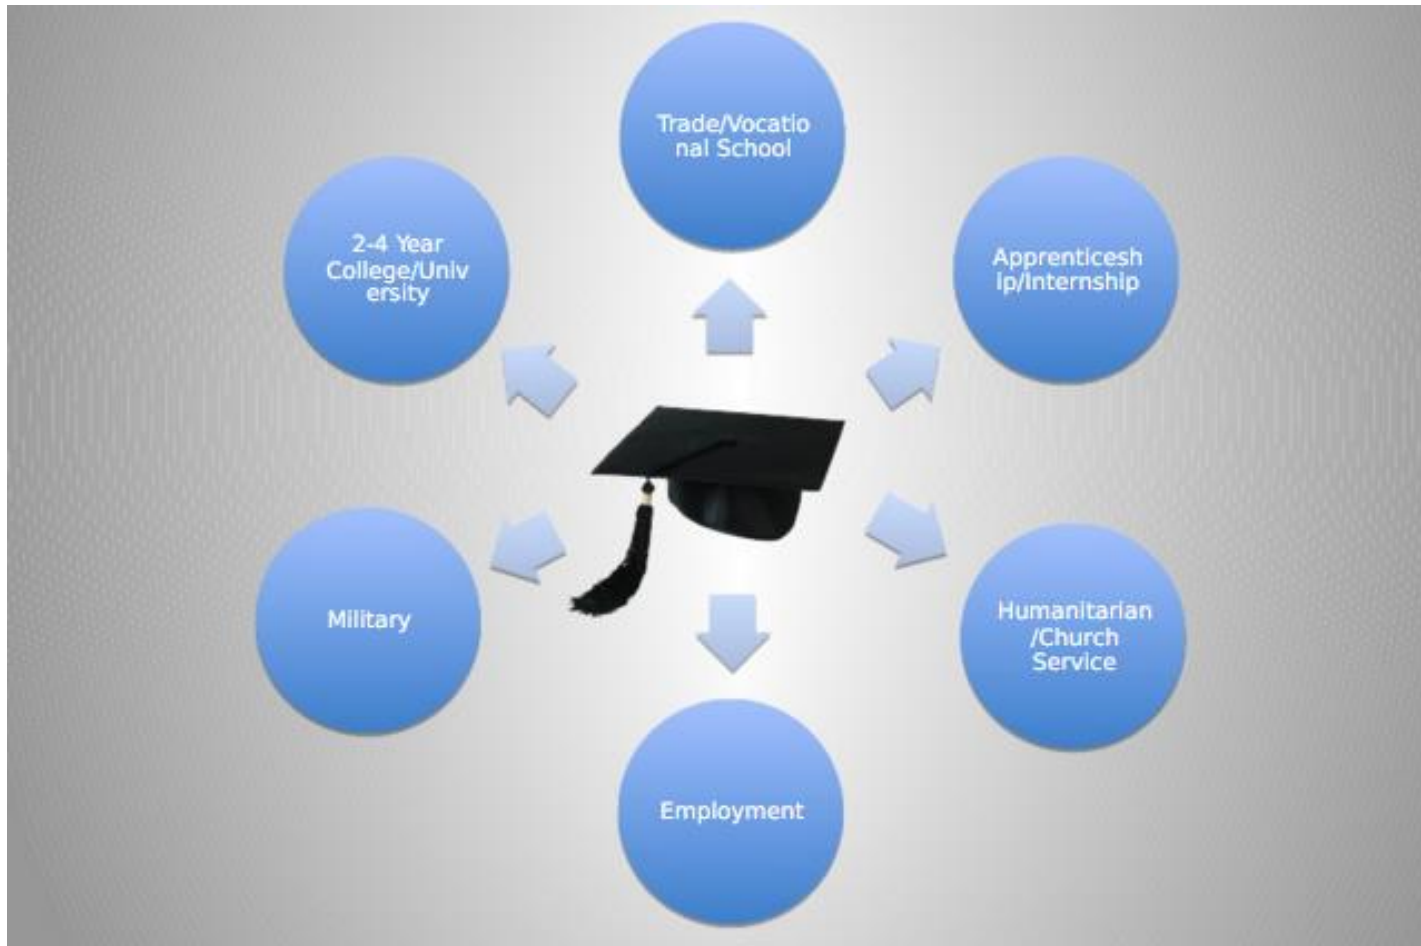 Trade/Vocatio
nal School
2-4 Year
College/Univ
ersity
Apprenticesh
ip/Internship
Military
Humanitarian
/Church
Service
Employment